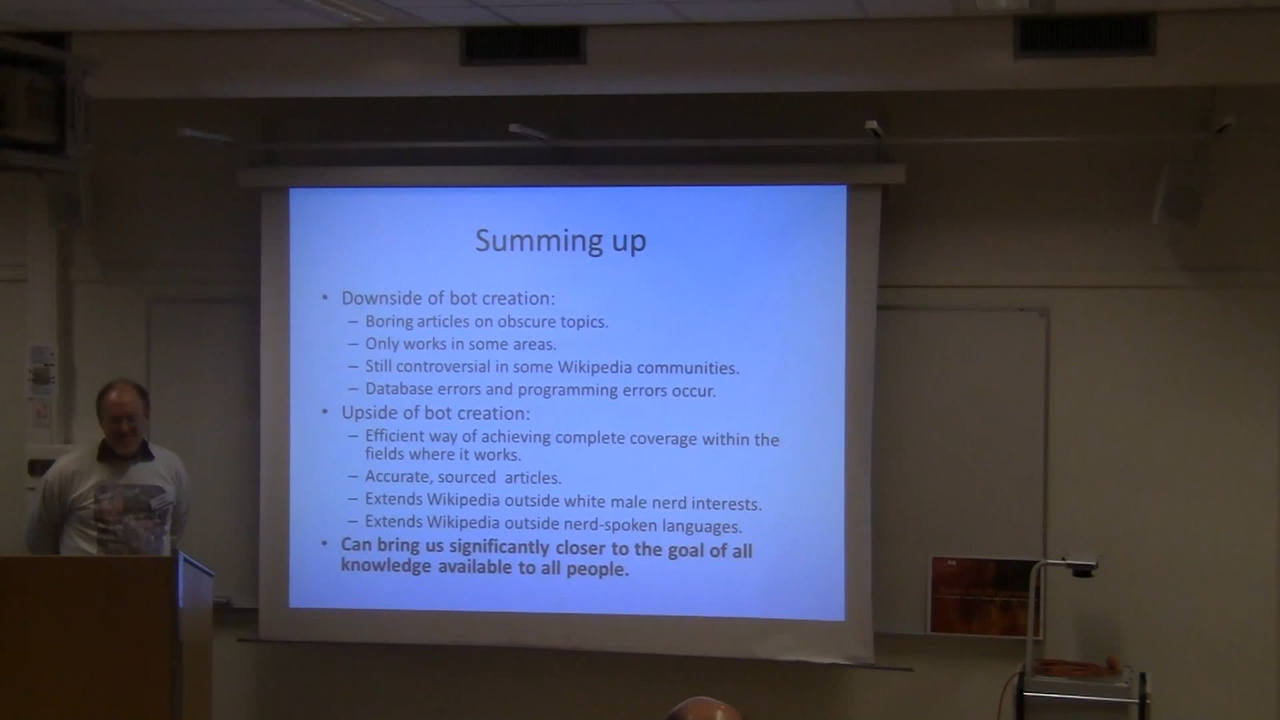 Summing up
• Downside of bot creation:
– Boring articles on obscure topics.
– Only works in some areas.
– Still controversial in some Wikipedia communities.
– Database errors and programming errors occur.
• Upside of bot creation:
– Efficient way of achieving complete coverage within the
fields where it works.
– Accurate, sourced articles.
– Extends Wikipedia outside white male nerd interests.
– Extends Wikipedia outside nerd-spoken languages.
• Can bring us significantly closer to the goal of all
knowledge available to all people.